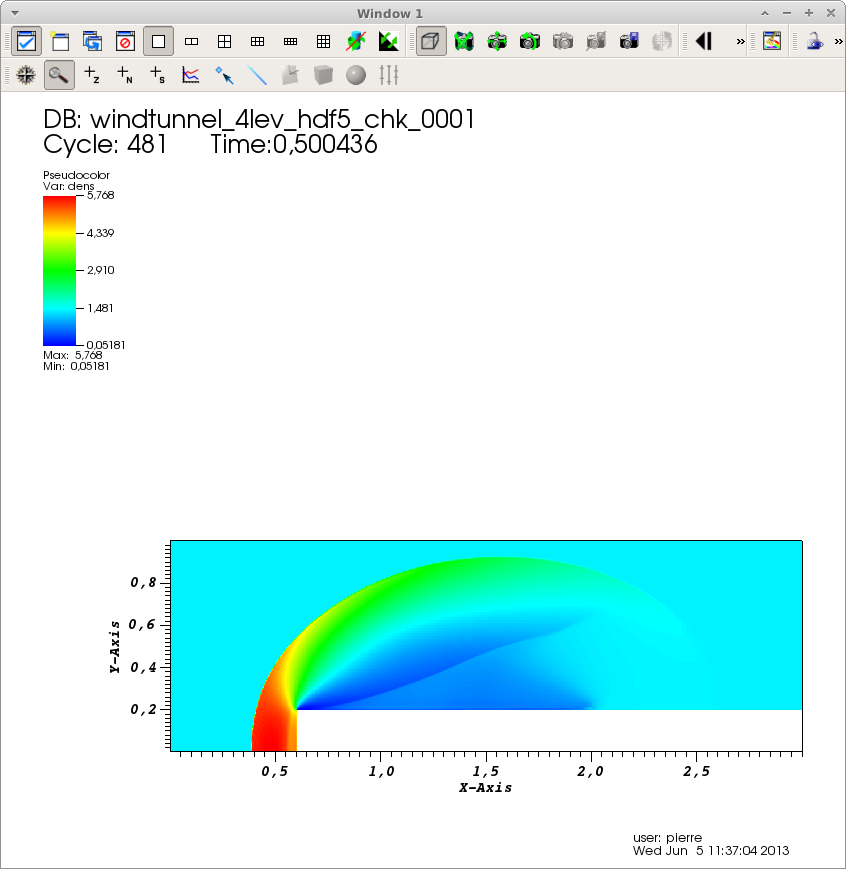 Window 1
»
»
»
Z
N
S
DB: windtunnel_4lev_hdf5_chk_0001
Cycle: 481 Time:0,500436
Pseudocolor
Var: dens
5,768
4,339
2,910
1,481
0,05181
Max: 5,768
Min: 0,05181
0,8
0,6
0,4
0,2
Y-Axis
0,5 1,0 1,5 2,0 2,5
X-Axis
user: pierre
Wed Jun 5 11:37:04 2013